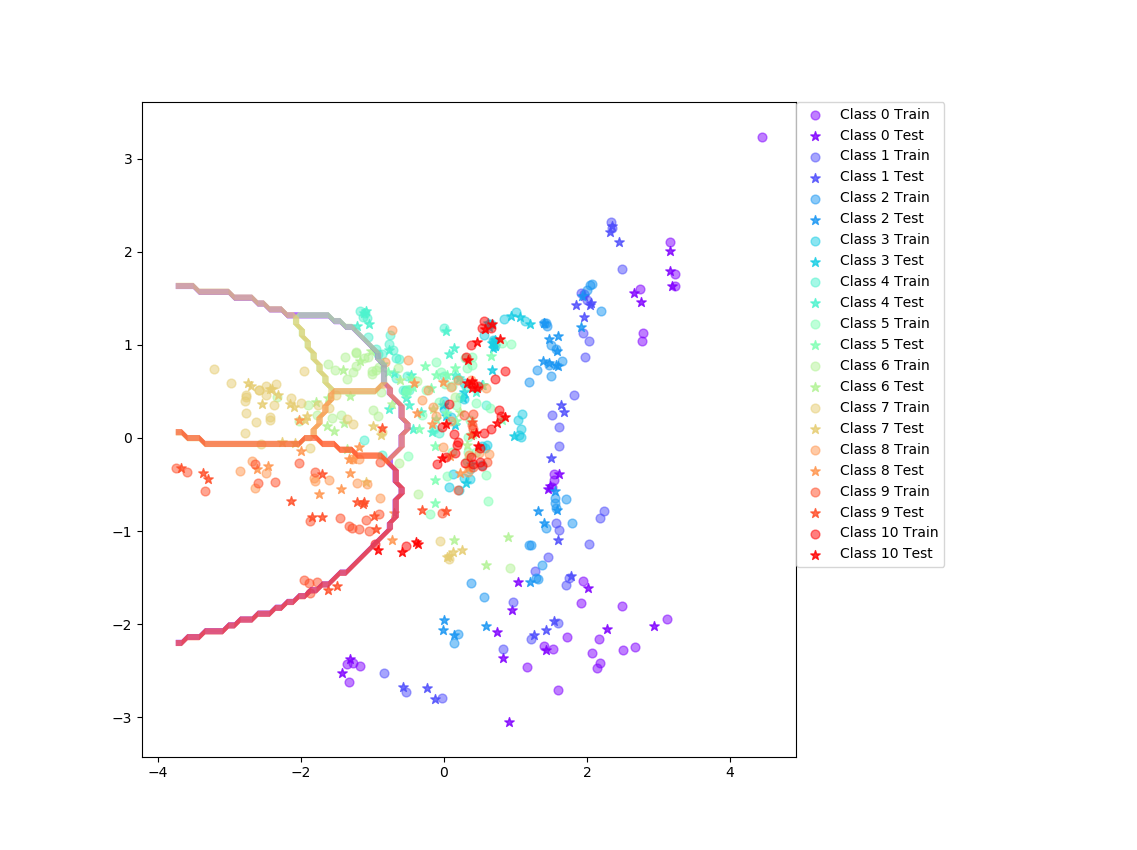 3
2
1
0
−1
−2
−3
−4
−2
0
2
4
Class 0 Train
Class 0 Test
Class 1 Train
Class 1 Test
Class 2 Train
Class 2 Test
Class 3 Train
Class 3 Test
Class 4 Train
Class 4 Test
Class 5 Train
Class 5 Test
Class 6 Train
Class 6 Test
Class 7 Train
Class 7 Test
Class 8 Train
Class 8 Test
Class 9 Train
Class 9 Test
Class 10 Train
Class 10 Test